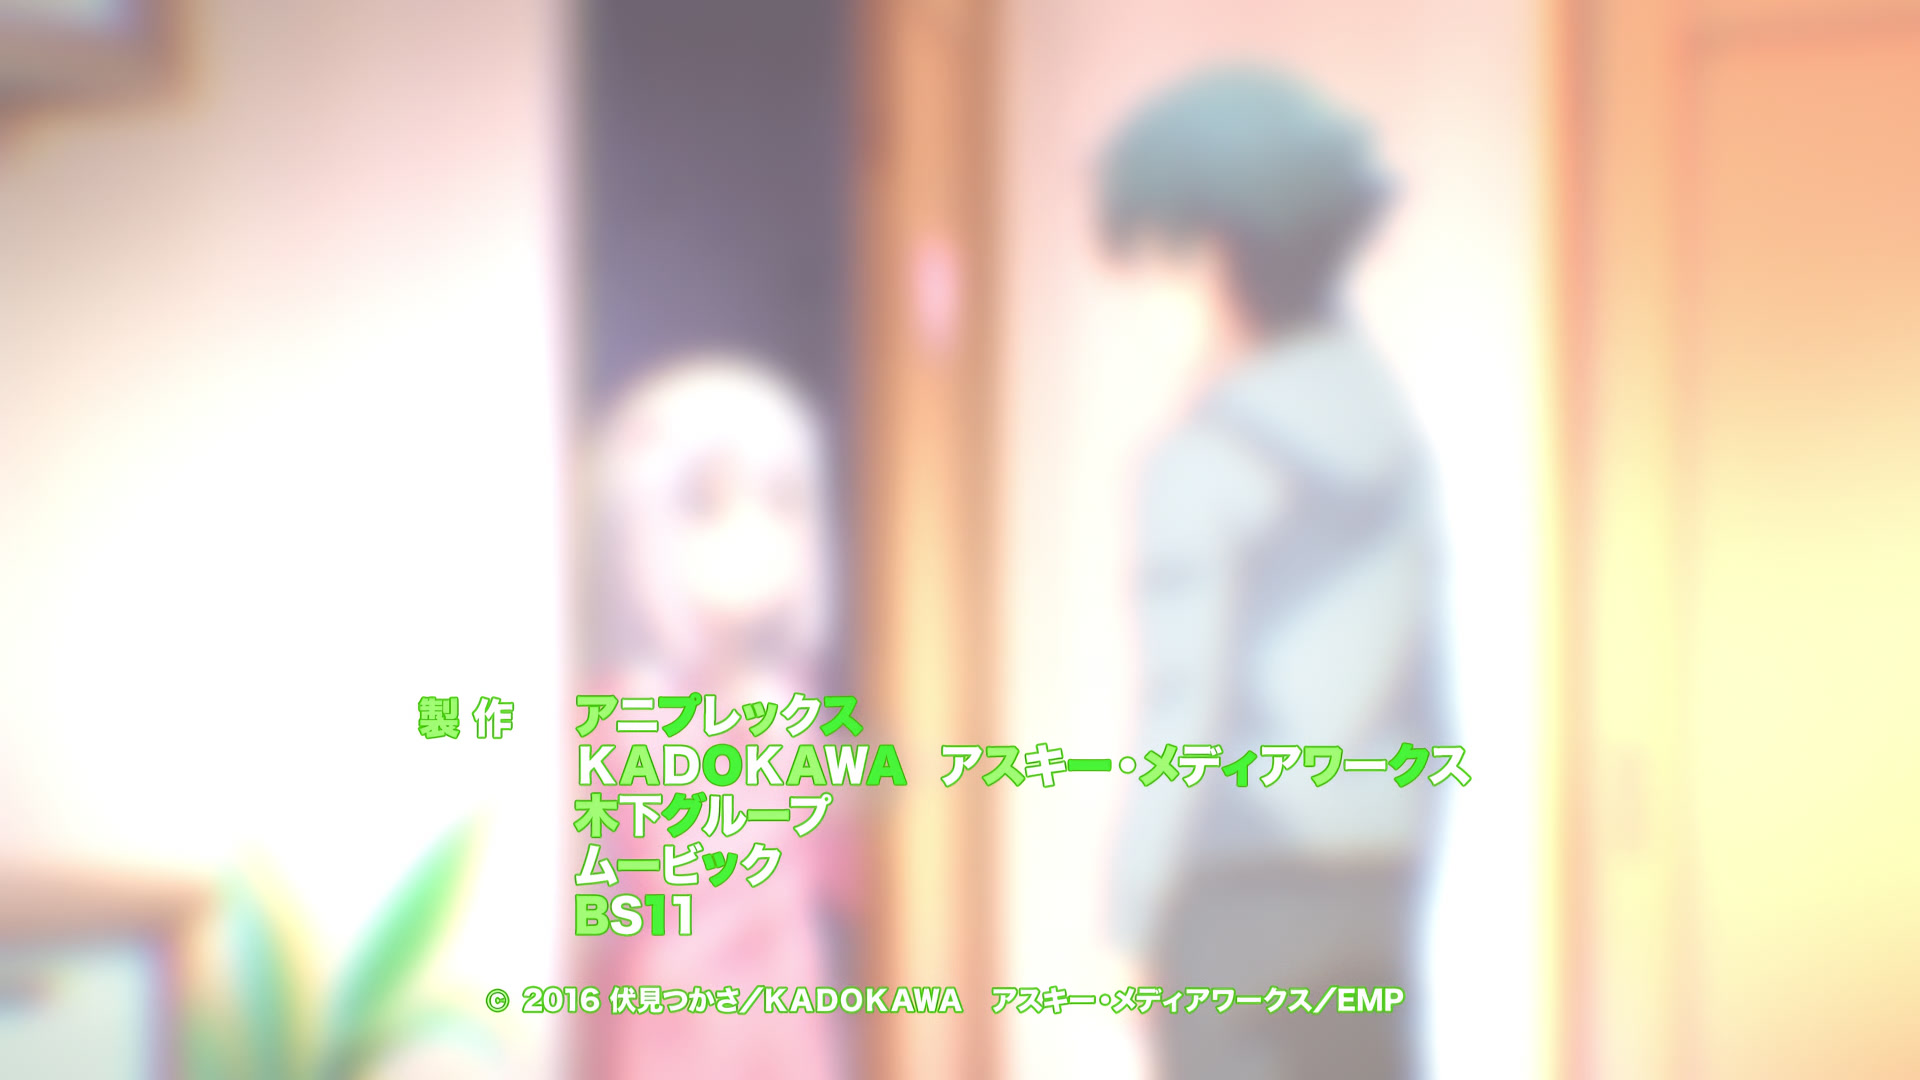 製作 アニプレックス
KADOKAWA アスキー・メディアワークス
木下グループ
ムービック
BS11
© 2016 伏見つかさ／KADOKAWA アスキー・メディアワークス／EMP